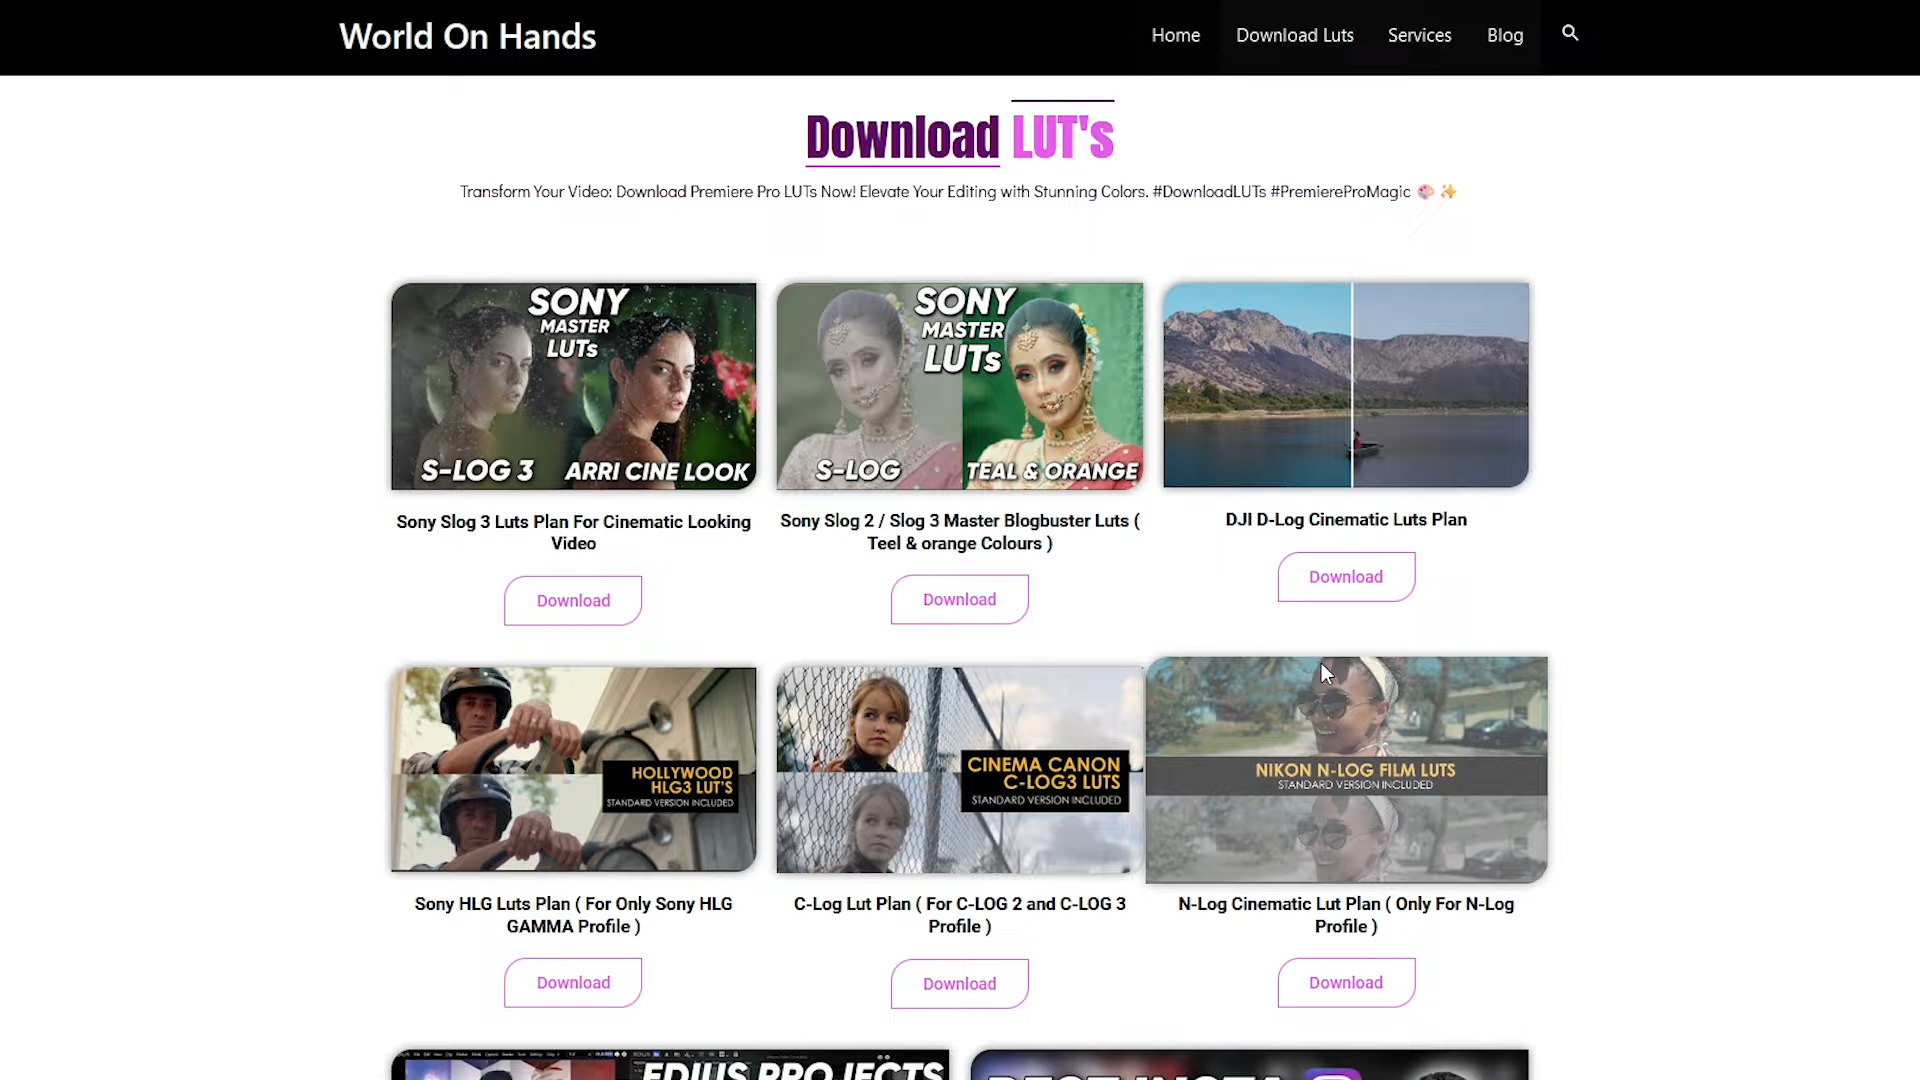 World On Hands
Home
Download Luts
Services
Blog
Download LUT's
Transform Your Video: Download Premiere Pro LUTs Now! Elevate Your Editing with Stunning Colors. #DownloadLUTs #PremiereProMagic 🎨 ✨
SONY
MASTER
LUTs
S-LOG 3
ARRI CINE LOOK
SONY
MASTER
LUTs
S-LOG
TEAL & ORANGE
Sony Slog 3 Luts Plan For Cinematic Looking
Video
Sony Slog 2 / Slog 3 Master Blogbuster Luts (
Teel & orange Colours )
DJI D-Log Cinematic Luts Plan
Download
Download
Download
HOLLYWOOD
HLG3 LUT'S
STANDARD VERSION INCLUDED
CINEMA CANON
C-LOG3 LUTS
STANDARD VERSION INCLUDED
NIKON N-LOG FILM LUTS
STANDARD VERSION INCLUDED
Sony HLG Luts Plan ( For Only Sony HLG
GAMMA Profile )
C-Log Lut Plan ( For C-LOG 2 and C-LOG 3
Profile )
N-Log Cinematic Lut Plan ( Only For N-Log
Profile )
Download
Download
Download
EDIUS PROJECTS
BEST INSTA